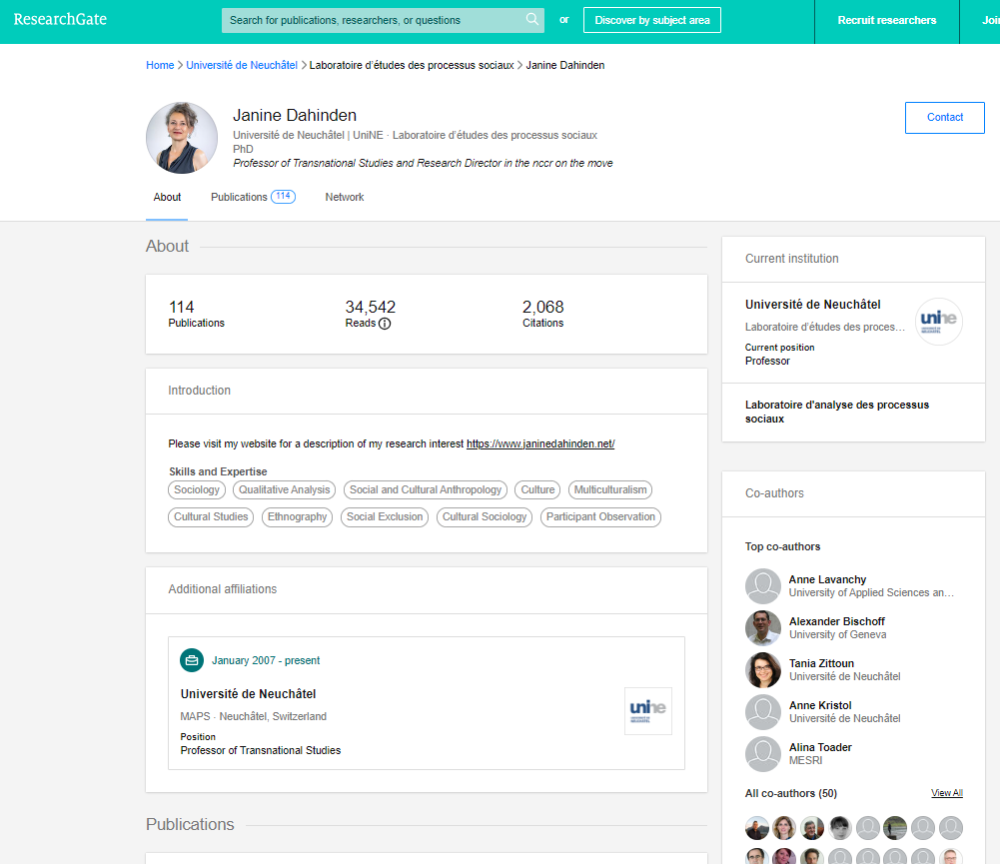 ResearchGate
Search for publications, researchers, or questions
or
Discover by subject area
Recruit researchers
Joi
Home > Université de Neuchâtel > Laboratoire d'études des processus sociaux > Janine Dahinden
Janine Dahinden
Université de Neuchâtel | UniNE · Laboratoire d'études des processus sociaux
PhD
Professor of Transnational Studies and Research Director in the nccr on the move
Contact
About
Publications 114
Network
About
114
Publications
34,542
Reads
2,068
Citations
Introduction
Please visit my website for a description of my research interest https://www.janinedahinden.net/
Skills and Expertise
Sociology
Qualitative Analysis
Social and Cultural Anthropology
Culture
Multiculturalism
Cultural Studies
Ethnography
Social Exclusion
Cultural Sociology
Participant Observation
Additional affiliations
January 2007 - present
Université de Neuchâtel
MAPS · Neuchâtel, Switzerland
Position
Professor of Transnational Studies
unine
Publications
Current institution
Université de Neuchâtel
Laboratoire d'études des proces...
Current position
Professor
unine
Laboratoire d'analyse des processus
sociaux
Co-authors
Top co-authors
Anne Lavanchy
University of Applied Sciences an...
Alexander Bischoff
University of Geneva
Tania Zittoun
Université de Neuchâtel
Anne Kristol
Université de Neuchâtel
Alina Toader
MESRI
All co-authors (50)
View All